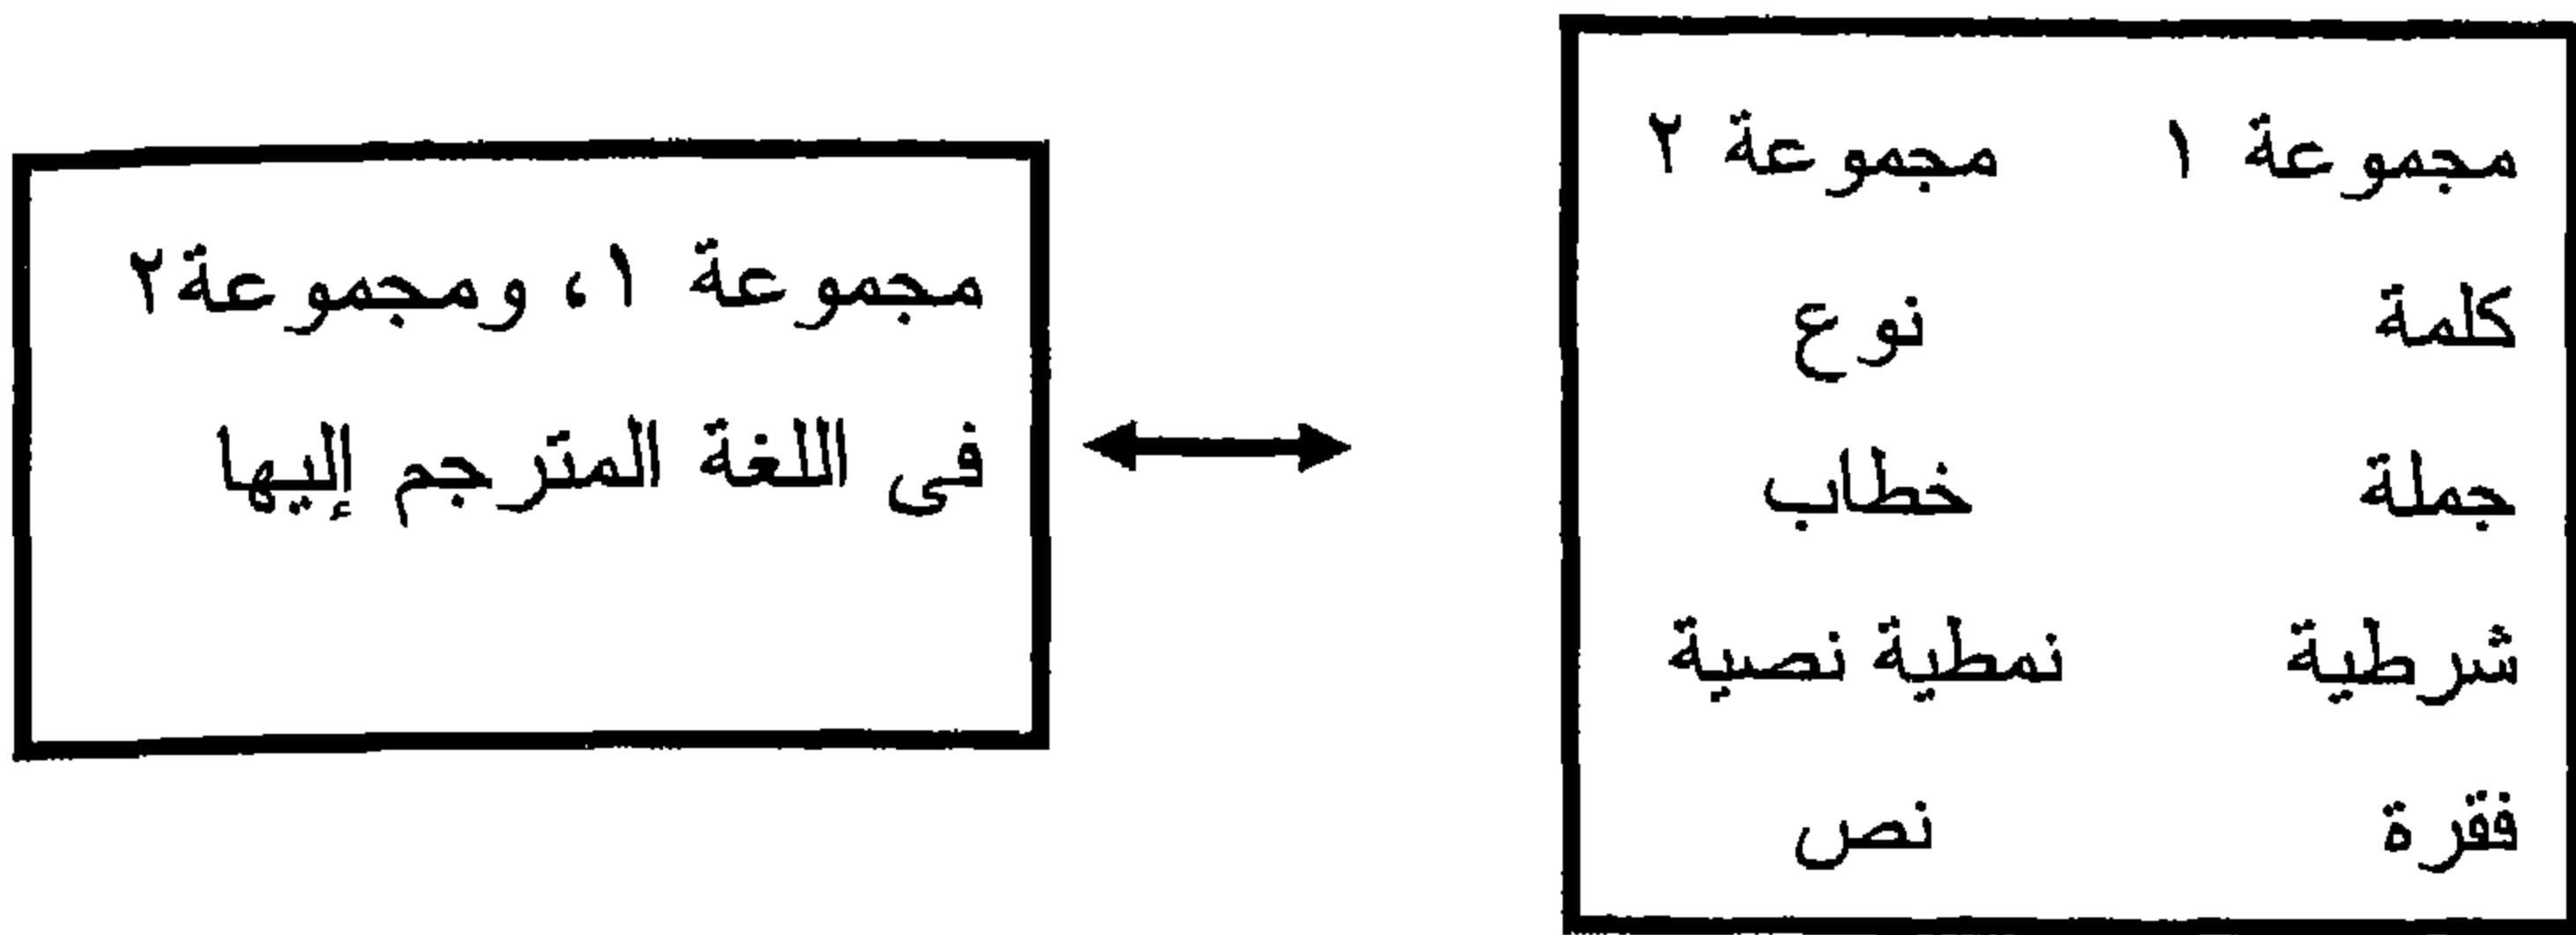 مجموعة ١ مجموعة ٢
كلمة نوع
جملة خطاب
شرطية نمطية نصية
فقرة نص
مجموعة ١، ومجموعة٢
فى اللغة المترجم إليها